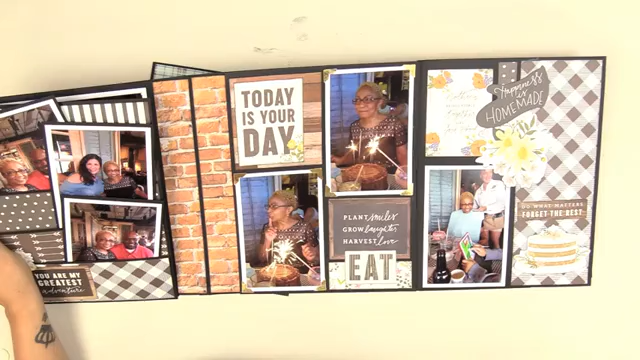 TODAY
IS YOUR
DAY
PLANT smiles
GROW laughter
HARVEST love
EAT
Happiness
is
HOMEMADE
DO WHAT MATTERS
FORGET THE REST
YOU ARE MY
GREATEST
adventure